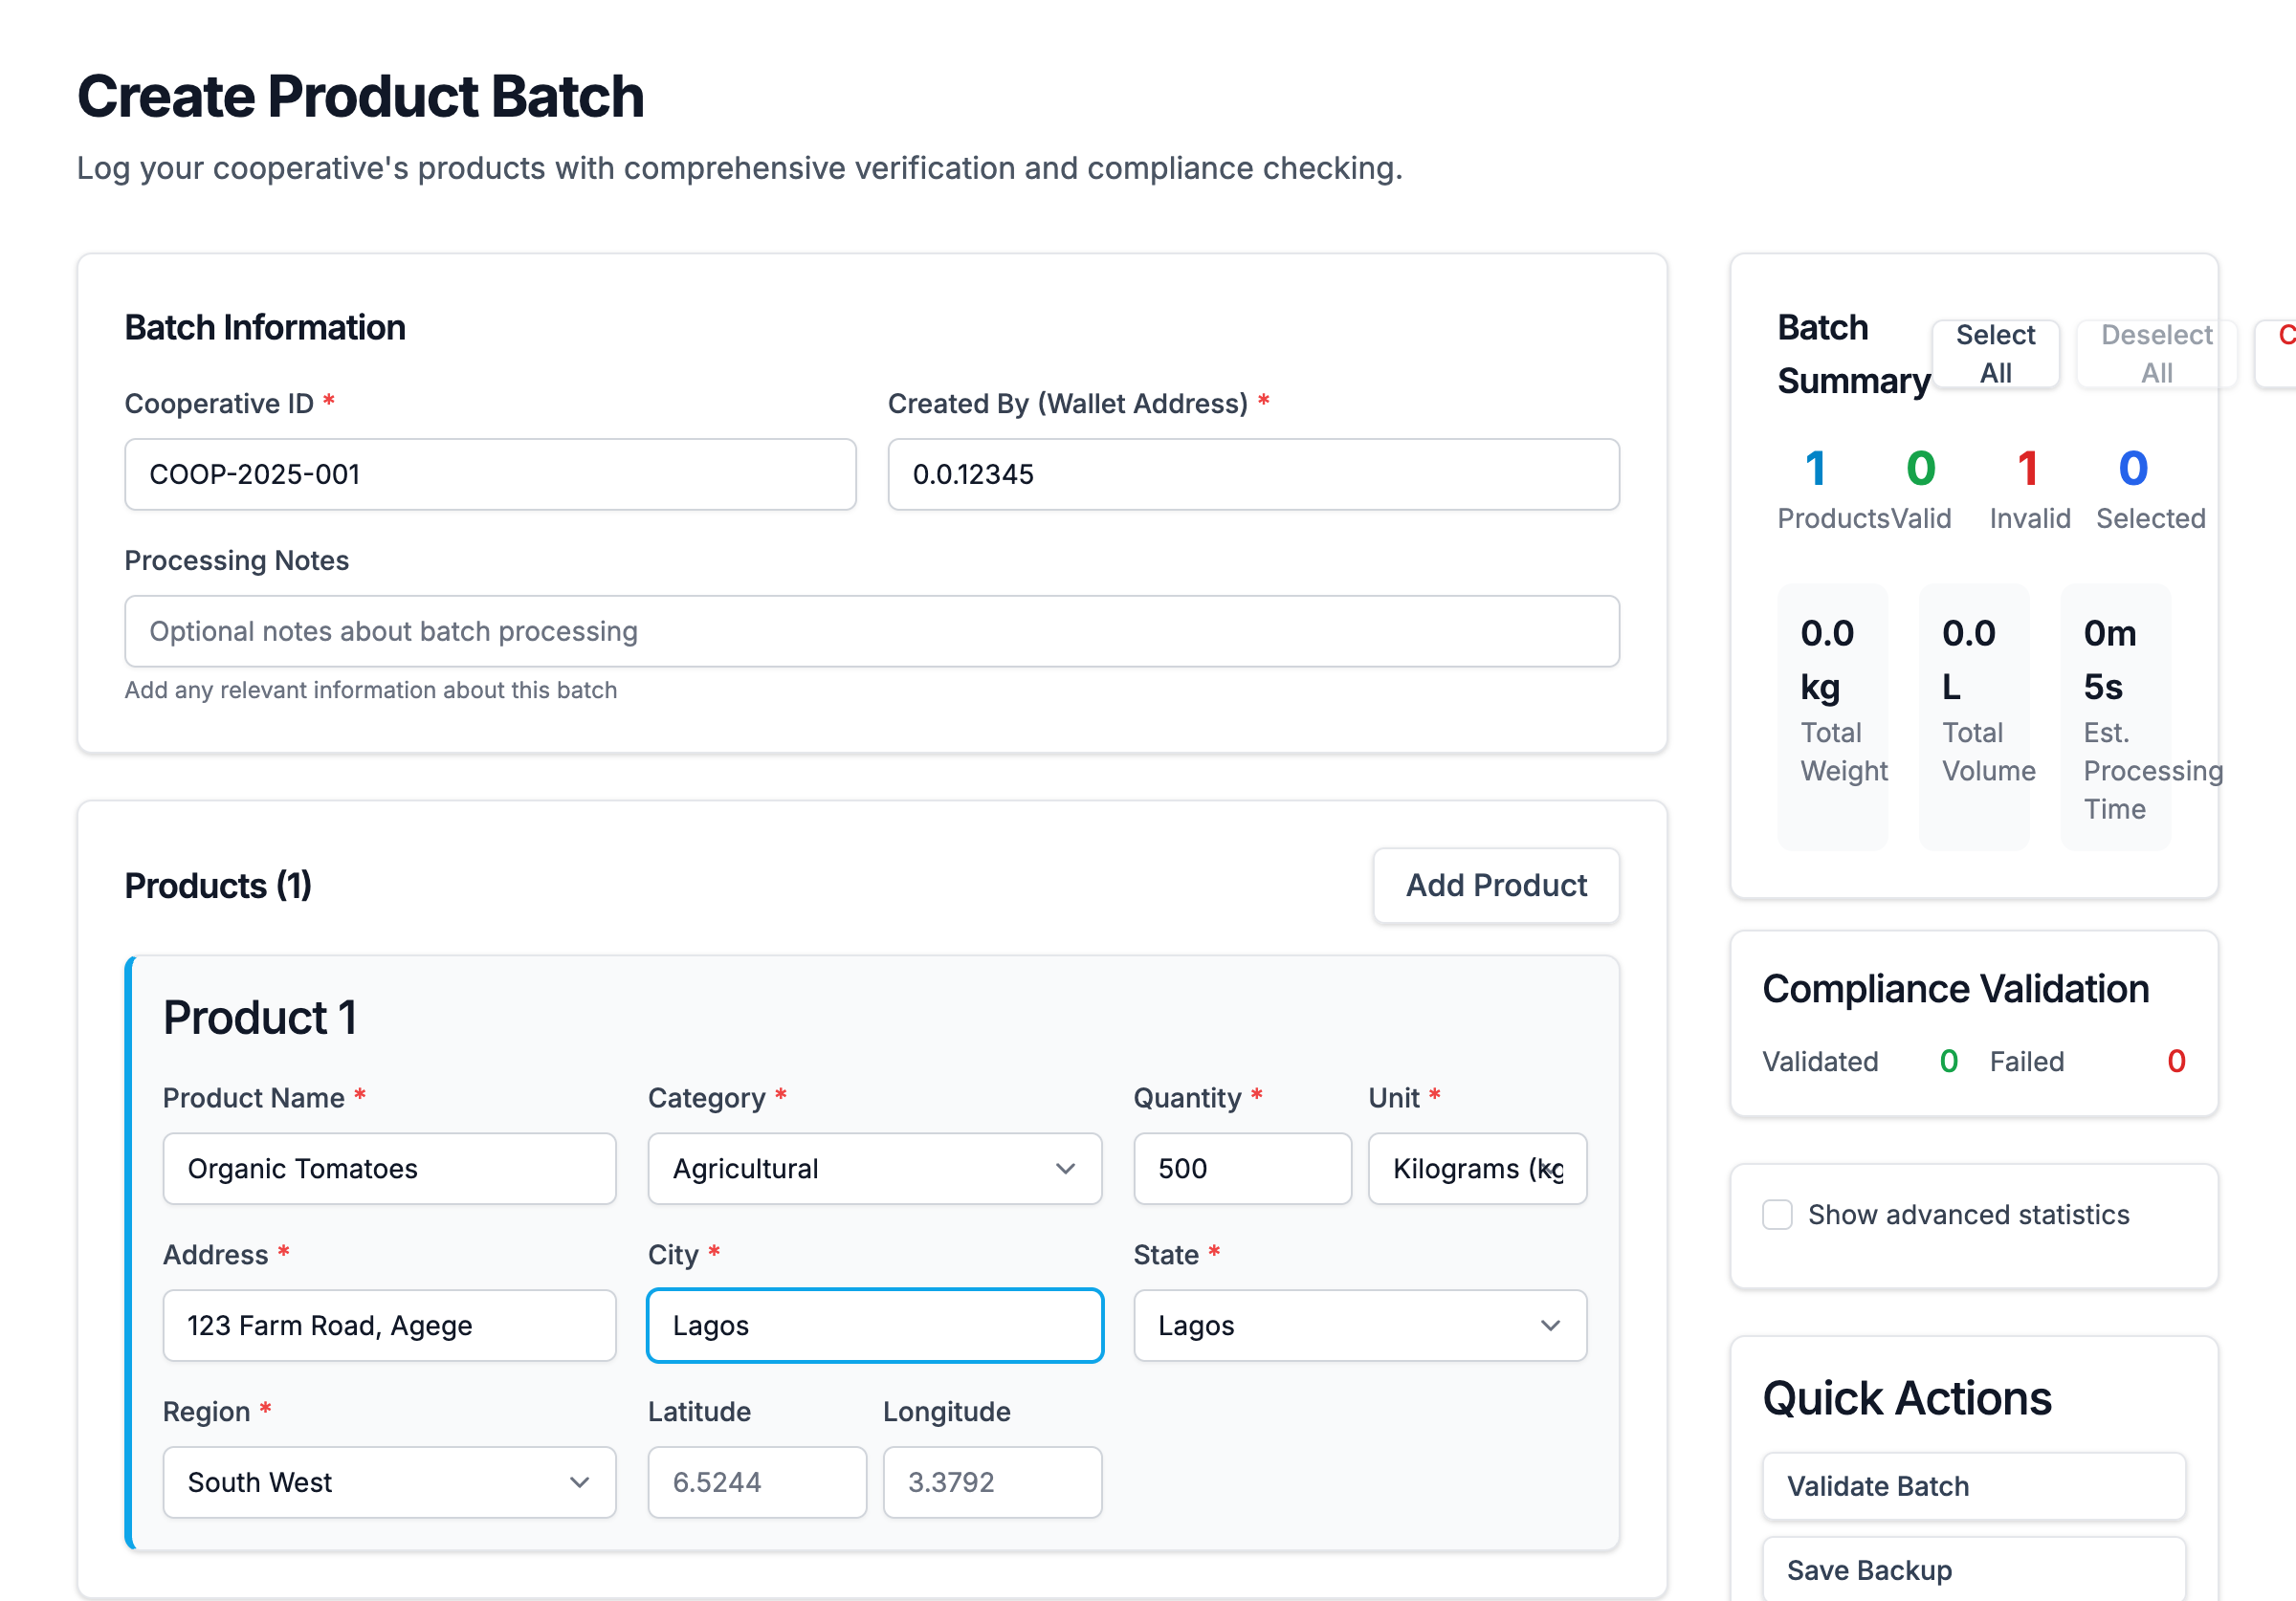 Create Product Batch
Log your cooperative's products with comprehensive verification and compliance checking.
Batch Information
Cooperative ID *
Created By (Wallet Address) *
COOP-2025-001
0.0.12345
Processing Notes
Optional notes about batch processing
Add any relevant information about this batch
Products (1)
Add Product
Product 1
Product Name *
Category *
Quantity *
Unit *
Organic Tomatoes
Agricultural
500
Kilograms (kg
Address *
City *
State *
123 Farm Road, Agege
Lagos
Lagos
Region *
Latitude
Longitude
South West
6.5244
3.3792
Batch
Summary
Select
All
Deselect
All
1
0
1
0
Products
Valid
Invalid
Selected
0.0
kg
Total
Weight
0.0
L
Total
Volume
0m
5s
Est.
Processing
Time
Compliance Validation
Validated 0
Failed 0
Show advanced statistics
Quick Actions
Validate Batch
Save Backup